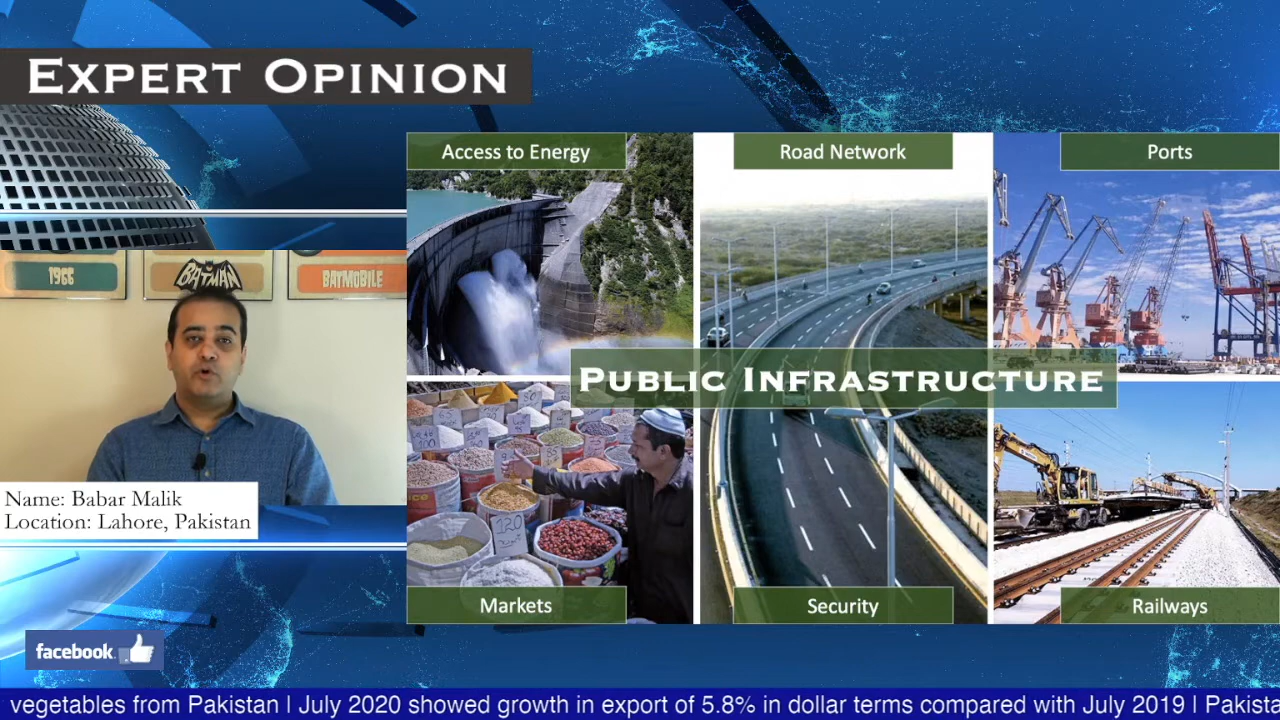 EXPERT OPINION
Access to Energy
Road Network
Ports
1966
BATMAN
BATMOBILE
PUBLIC INFRASTRUCTURE
120
Name: Babar Malik
Location: Lahore, Pakistan
Markets
Security
Railways
facebook
vegetables from Pakistan | July 2020 showed growth in export of 5.8% in dollar terms compared with July 2019 | Pakista